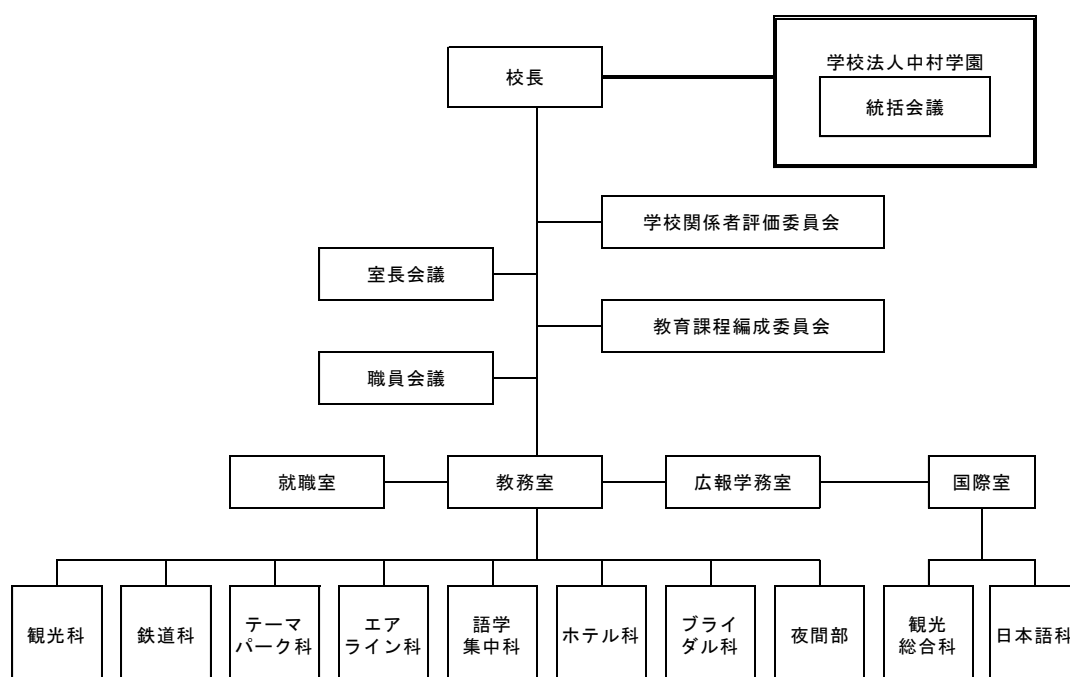 学校法人中村学園
校長
統括会議
学校関係者評価委員会
室長会議
教育課程編成委員会
職員会議
就職室
教務室
広報学務室
国際室
観光科
鉄道科
テーマ
パーク科
エア
ライン科
語学
集中科
ホテル科
ブライ
ダル科
夜間部
観光
総合科
日本語科